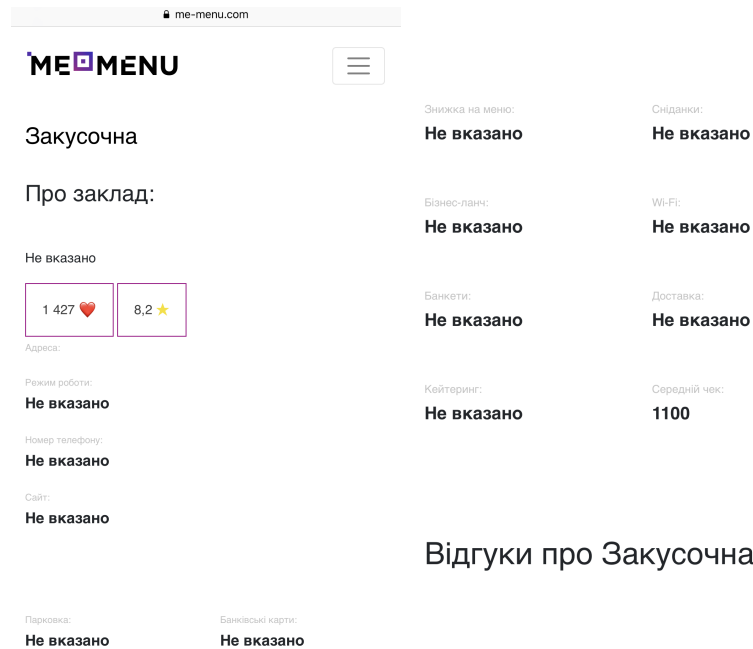 me-menu.com
ME MENU
Закусочна
Про заклад:
Не вказано
1 427 ❤️ 8,2 ⭐
Адреса:
Режим роботи:
Не вказано
Номер телефону:
Не вказано
Сайт:
Не вказано
Парковка: Банківські карти:
Не вказано Не вказано
Знижка на меню: Сніданки:
Не вказано Не вказано
Бізнес-ланч: Wi-Fi:
Не вказано Не вказано
Банкети: Доставка:
Не вказано Не вказано
Кейтеринг: Середній чек:
Не вказано 1100
Відгуки про Закусочна